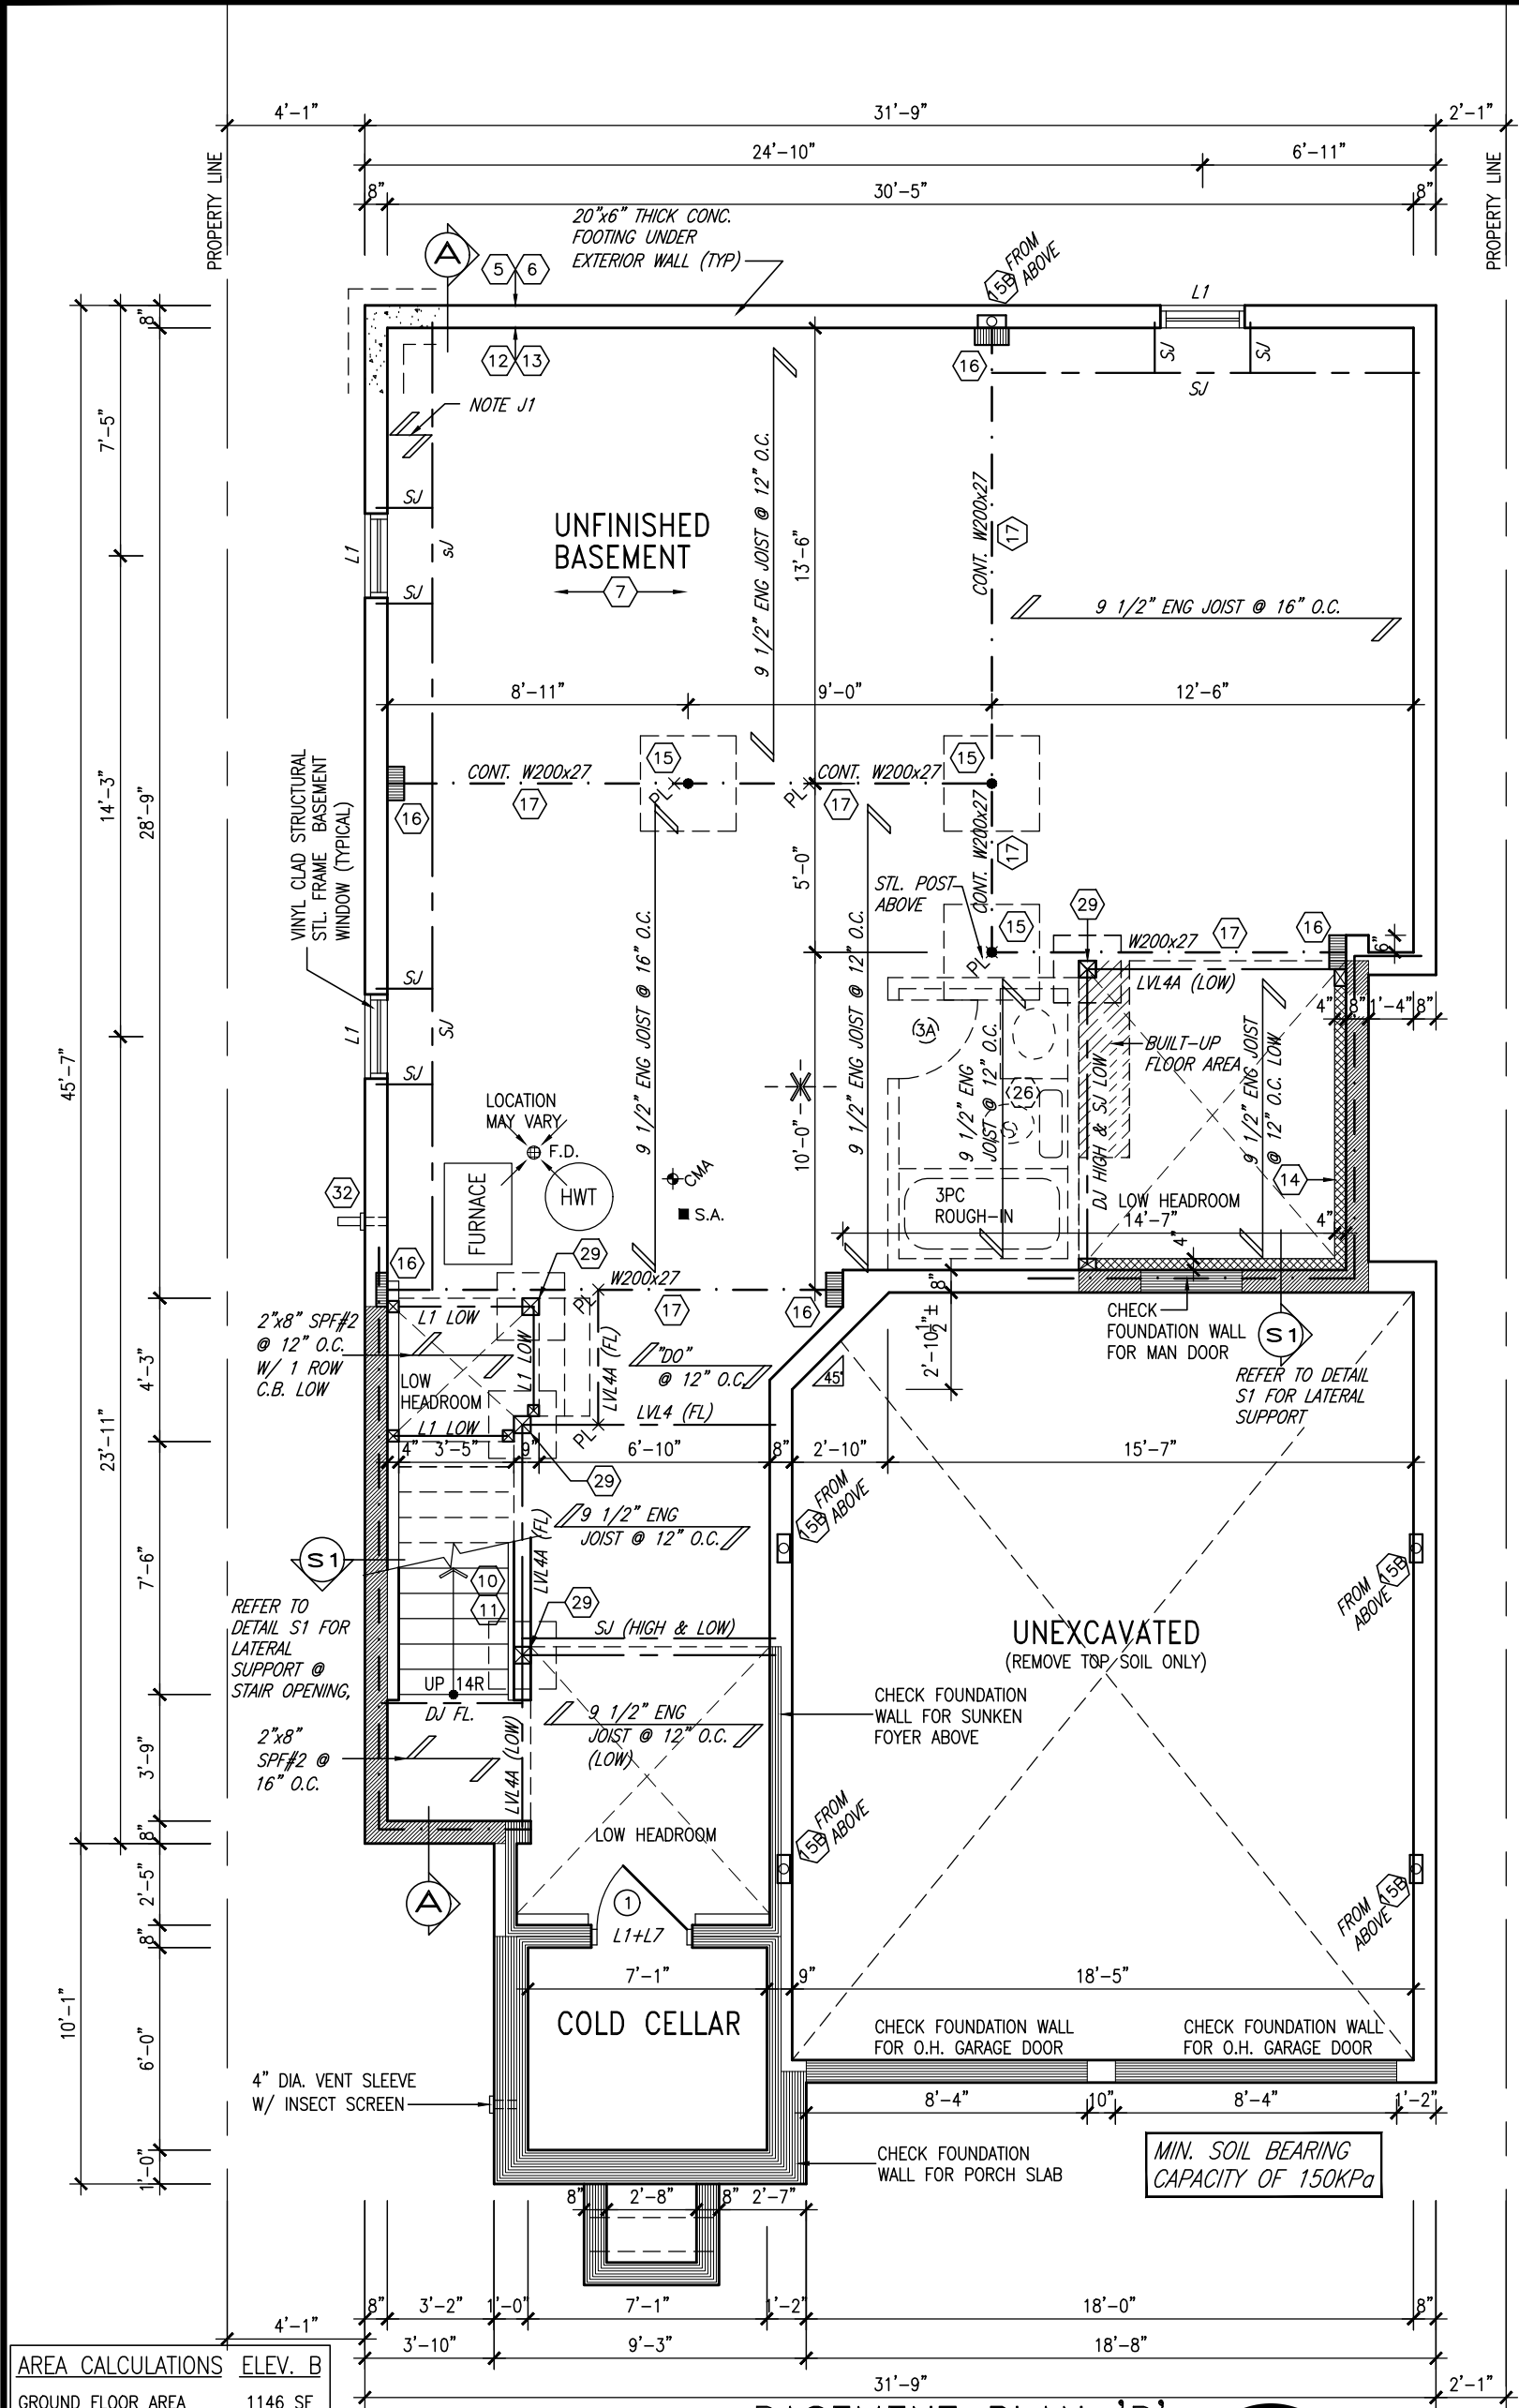 4'-1"
31'-9"
2'-1"
24'-10"
6'-11"
8"
30'-5"
8"
PROPERTY LINE
PROPERTY LINE
20"x6" THICK CONC.
FOOTING UNDER
EXTERIOR WALL (TYP)
A
5
6
15B
FROM
ABOVE
L1
8"
12
13
16
SJ
SJ
SJ
NOTE J1
7'-5"
SJ
L1
SJ
SJ
UNFINISHED
BASEMENT
7
9 1/2" ENG JOIST @ 12" O.C.
13'-6"
CONT. W200x27
17
9 1/2" ENG JOIST @ 16" O.C.
8'-11"
9'-0"
12'-6"
VINYL CLAD STRUCTURAL
STL. FRAME BASEMENT
WINDOW (TYPICAL)
14'-3"
28'-9"
15
15
CONT. W200x27
CONT. W200x27
PL
PL
16
17
17
CONT. W200x27
17
5'-0"
STL. POST
ABOVE
29
15
16
17
W200x27
6"
PL
LVL4A (LOW)
SJ
L1
SJ
SJ
4"
8"
1'-4"
8"
45'-7"
9 1/2" ENG JOIST @ 16" O.C.
9 1/2" ENG JOIST @ 12" O.C.
3A
9 1/2" ENG
JOIST @ 12" O.C.
26
BUILT-UP
FLOOR AREA
DJ HIGH & SJ LOW
9 1/2" ENG JOIST
@ 12" O.C. LOW
LOCATION
MAY VARY
F.D.
10'-0"
CMA
FURNACE
HWT
S.A.
32
3PC
ROUGH-IN
14
LOW HEADROOM
14'-7"
4"
4"
16
29
W200x27
17
16
PL
8"
2'-10 1/2"±
CHECK
FOUNDATION WALL
FOR MAN DOOR
S1
REFER TO DETAIL
S1 FOR LATERAL
SUPPORT
2"x8" SPF#2
@ 12" O.C.
W/ 1 ROW
C.B. LOW
L1 LOW
L1 LOW
LOW
HEADROOM
L1 LOW
LVL4A (FL)
"DO"
@ 12" O.C.
45°
LVL4 (FL)
PL
4'-3"
23'-11"
4"
3'-5"
9"
6'-10"
8"
2'-10"
15'-7"
29
15B
FROM
ABOVE
9 1/2" ENG
JOIST @ 12" O.C.
LVL4A (FL)
S1
7'-6"
10
11
29
FROM
ABOVE
15B
REFER TO
DETAIL S1 FOR
LATERAL
SUPPORT @
STAIR OPENING,
SJ (HIGH & LOW)
UNEXCAVATED
(REMOVE TOP SOIL ONLY)
UP 14R
DJ FL.
9 1/2" ENG
JOIST @ 12" O.C.
(LOW)
CHECK FOUNDATION
WALL FOR SUNKEN
FOYER ABOVE
2"x8"
SPF#2 @
16" O.C.
LVL4A (LOW)
3'-9"
8"
LOW HEADROOM
15B
FROM
ABOVE
2'-5"
A
1
L1+L7
FROM
ABOVE
15B
8"
7'-1"
9"
18'-5"
COLD CELLAR
CHECK FOUNDATION WALL
FOR O.H. GARAGE DOOR
CHECK FOUNDATION WALL
FOR O.H. GARAGE DOOR
10'-1"
6'-0"
4" DIA. VENT SLEEVE
W/ INSECT SCREEN
8'-4"
10"
8'-4"
1'-2"
1'-0"
CHECK FOUNDATION
WALL FOR PORCH SLAB
MIN. SOIL BEARING
CAPACITY OF 150KPa
8"
2'-8"
8"
2'-7"
8"
3'-2"
1'-0"
7'-1"
1'-2"
18'-0"
8"
4'-1"
3'-10"
9'-3"
18'-8"
31'-9"
2'-1"
AREA CALCULATIONS ELEV. B
GROUND FLOOR AREA 1146 SF
BASEMENT PLAN 'B'